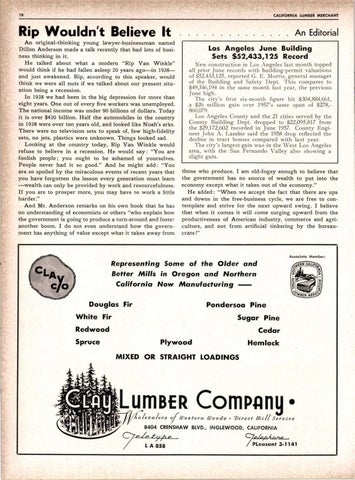 18
CALIFORNIA LUMBER MERCHANT
Rip Wouldn't Believe It . . . . . . . . . . An Editorial
An original-thinking young lawyer-businessman named
Dillon Anderson made a talk recently that had lots of busi-
ness thinking in it.
He talked about what a modern "Rip Van Winkle"
would think if he had fallen asleep 20 years ago—in 1938—
and just awakened. Rip, according to this speaker, would
think we were all nuts if we talked about our present situ-
ation being a recession.
In 1938 we had been in the big depression for more than
eight years. One out of every five workers was unemployed.
The national income was under 90 billions of dollars. Today
it is over $430 billion. Half the automobiles in the country
in 1938 were over ten years old, and looked like Noah's arks.
There were no television sets to speak of, few high-fidelity
sets, no jets, missiles were unknown. Things looked sad.
Looking at the country today, Rip Van Winkle would
not believe in a recession. He would say: "You are
foolish people; you ought to be ashamed of yourselves.
People never had it so good." And he might add: "You
are so spoiled by the miraculous events of recent years that
you have forgotten the lesson every generation must learn
—wealth can only be provided by work and resourcefulness.
If you are to prosper more, you may have to work a little
harder."
And Mr. Anderson remarks on his own hook that he has
no understanding of economists or others "who explain how
the government is going to produce a turn-around and foster
another boom. I do not even understand how the govern-
ment has anything of value except what it takes away from
Los Angeles June Building
Sets $52,433,125 Record
New construction in Los Angeles last month topped
all prior June records with building-permit valuations
of $52,433,125, reported G. E. Morris, general manager
of the Building and Safety Dept. This compares to
$49,346,194 in the same month last year, the previous
June high.
The city's first six-month figure hit $304,884,661,
a $26 million gain over 1957's same-period
Los Angeles County and the 21 cities served by the
County Building Dept. dropped to $22,095,817 from
the $29,172,602 recorded in June 1957. County Engi-
neer John A. Lambie said the 1958 drop reflected the
decline in tract houses compared with last year.
The city's largest gain was in the West Los Angeles
area, with the San Fernando Valley also showing a
slight gain.
those who produce. I am old-fogey enough to believe that
the government has no source of wealth to put into the
economy except what it takes out of the economy."
He added: "When we accept the fact that there are ups
and downs in the free-business cycle, we are free to con-
template and strive for the next upward swing. I believe
that when it comes it will come surging upward from the
productiveness of American industry, commerce and agri-
culture, and not from artificial tinkering by the bureau-
crats?"
CLAY
C/O
Representing Some of the Older and
Better Mills in Oregon and Northern
California Now Manufacturing —
Associate Member:
Douglas Fir
Ponderosa Pine
White Fir
Sugar Pine
Redwood
Cedar
Spruce
Plywood
Hemlock
MIXED OR STRAIGHT LOADINGS
CLAY LUMBER COMPANY •
Wholesalers of Western Woods - Direct Mill Service
8404 CRENSHAW BLVD., INGLEWOOD, CALIFORNIA
Teletype
LA 858
Telephone
PLeasant 3-1141